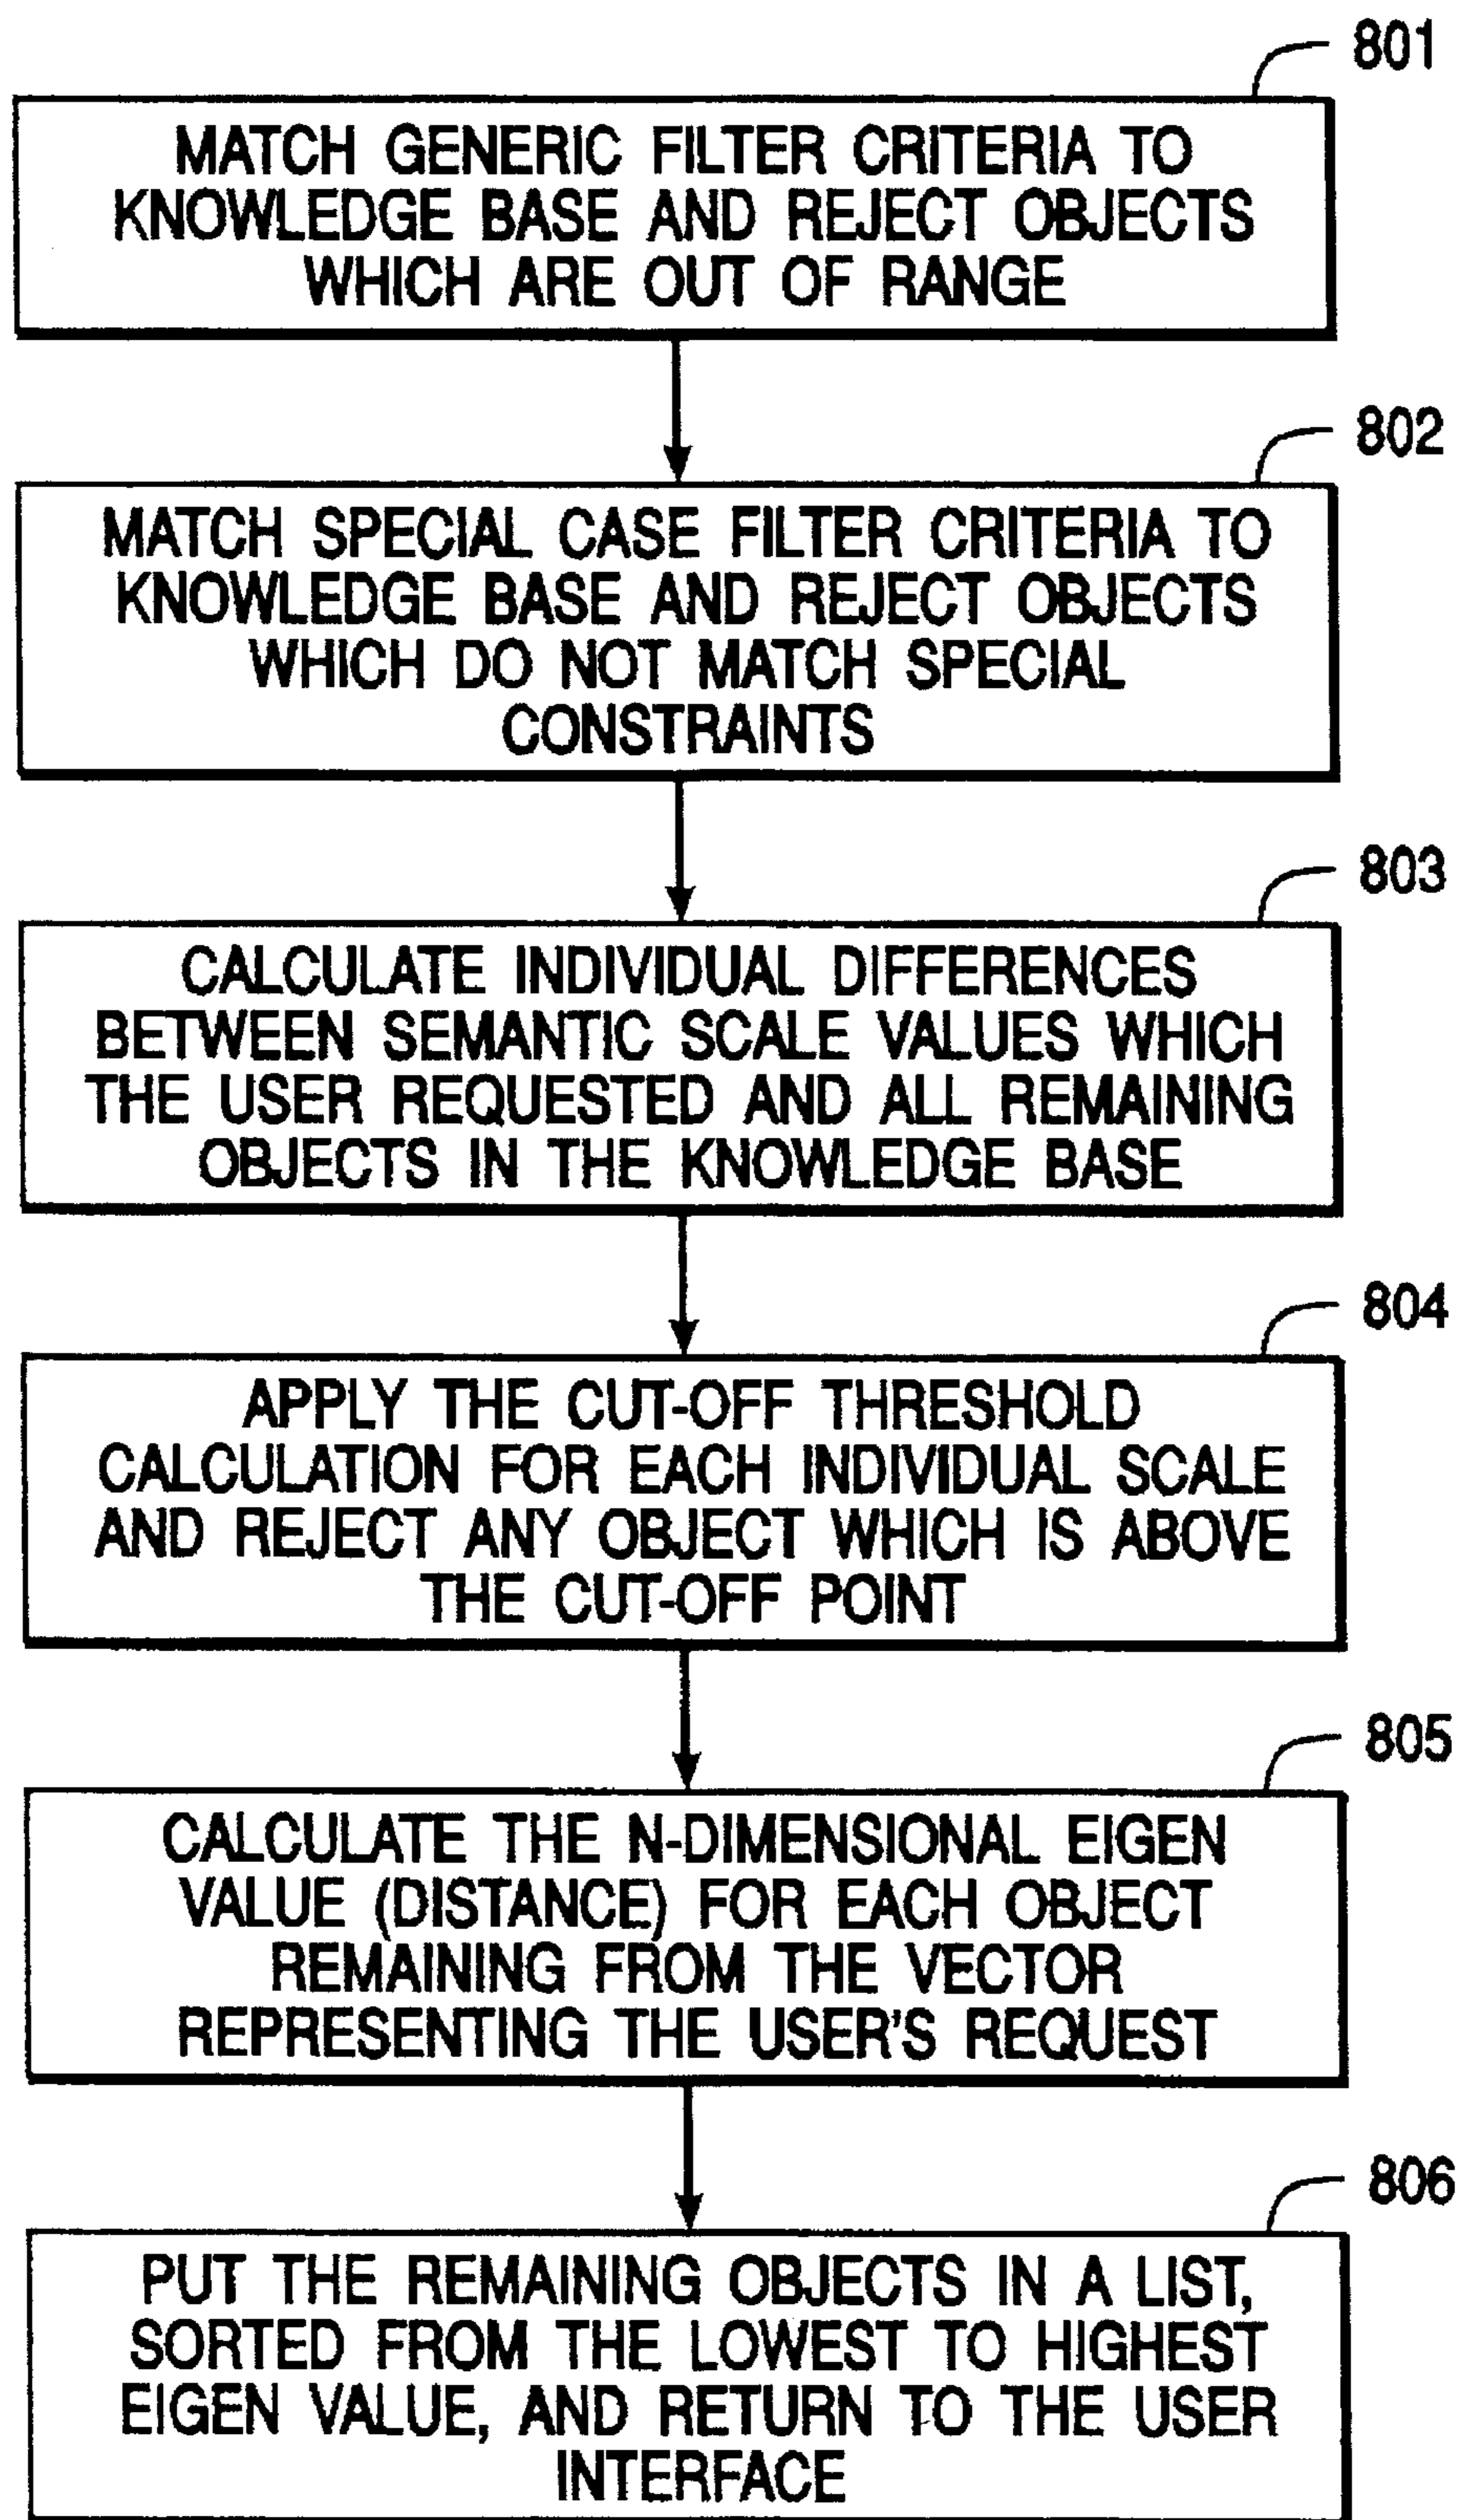 801
MATCH GENERIC FILTER CRITERIA TO
KNOWLEDGE BASE AND REJECT OBJECTS
WHICH ARE OUT OF RANGE
802
MATCH SPECIAL CASE FILTER CRITERIA TO
KNOWLEDGE BASE AND REJECT OBJECTS
WHICH DO NOT MATCH SPECIAL
CONSTRAINTS
803
CALCULATE INDIVIDUAL DIFFERENCES
BETWEEN SEMANTIC SCALE VALUES WHICH
THE USER REQUESTED AND ALL REMAINING
OBJECTS IN THE KNOWLEDGE BASE
804
APPLY THE CUT-OFF THRESHOLD
CALCULATION FOR EACH INDIVIDUAL SCALE
AND REJECT ANY OBJECT WHICH IS ABOVE
THE CUT-OFF POINT
805
CALCULATE THE N-DIMENSIONAL EIGEN
VALUE (DISTANCE) FOR EACH OBJECT
REMAINING FROM THE VECTOR
REPRESENTING THE USER'S REQUEST
806
PUT THE REMAINING OBJECTS IN A LIST,
SORTED FROM THE LOWEST TO HIGHEST
EIGEN VALUE, AND RETURN TO THE USER
INTERFACE